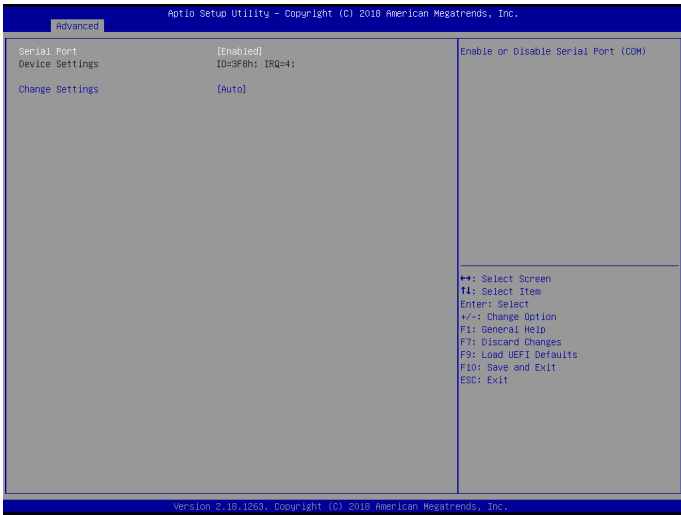 Aptio Setup Utility – Copyright (C) 2018 American Megatrends, Inc.
Advanced
Serial Port [Enabled]
Device Settings IO=3F8h; IRQ=4;
Change Settings [Auto]
Enable or Disable Serial Port (COM)
↔: Select Screen
↑↓: Select Item
Enter: Select
+/-: Change Option
F1: General Help
F7: Discard Changes
F9: Load UEFI Defaults
F10: Save and Exit
ESC: Exit
Version 2.18.1263. Copyright (C) 2018 American Megatrends, Inc.